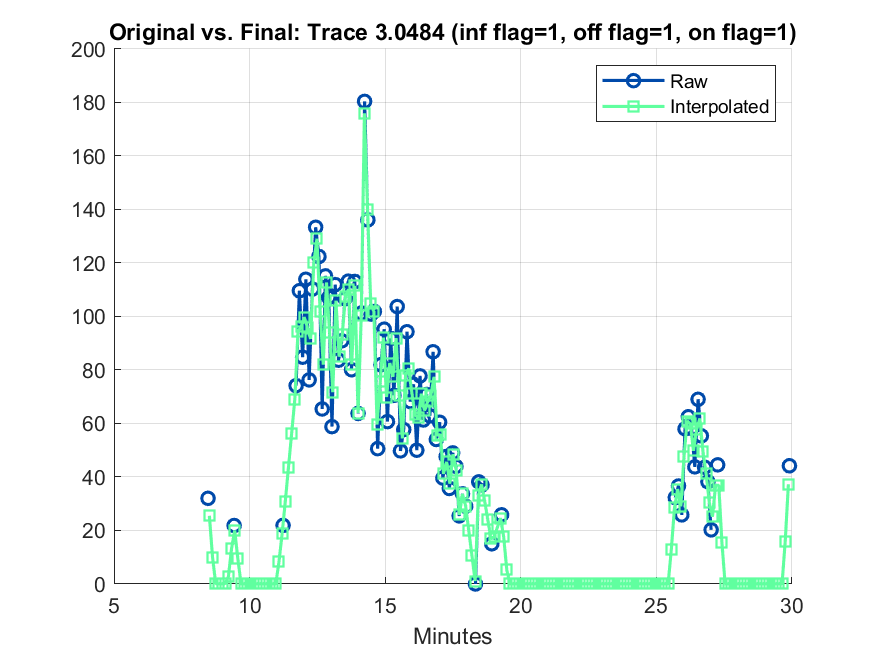 Original vs. Final: Trace 3.0484 (inf flag=1, off flag=1, on flag=1)
200
180
160
140
120
100
80
60
40
20
0
Raw
Interpolated
5 10 15 20 25 30
Minutes